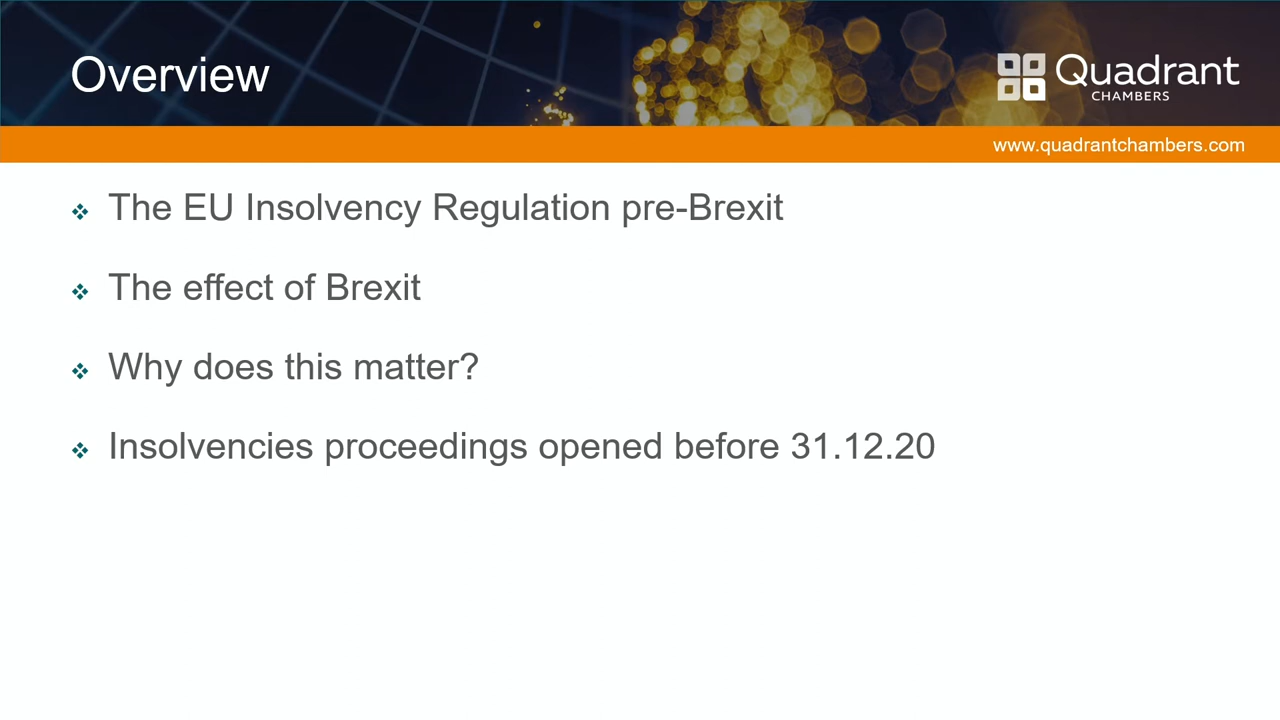 Overview
Quadrant
CHAMBERS
www.quadrantchambers.com
The EU Insolvency Regulation pre-Brexit
The effect of Brexit
Why does this matter?
Insolvencies proceedings opened before 31.12.20